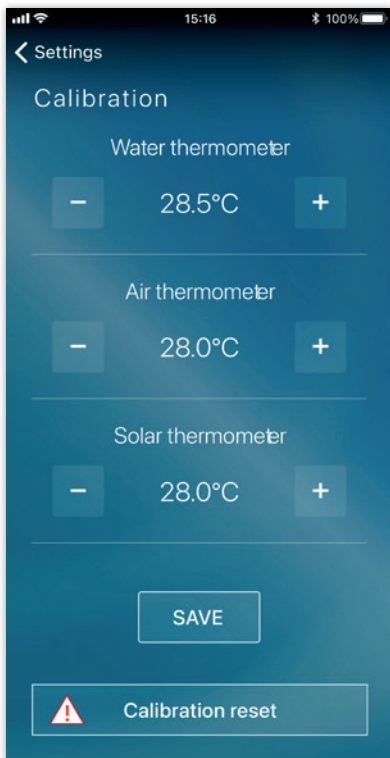 15:16 100%
Settings
Calibration
Water thermometer
− 28.5°C +
Air thermometer
− 28.0°C +
Solar thermometer
− 28.0°C +
SAVE
Calibration reset